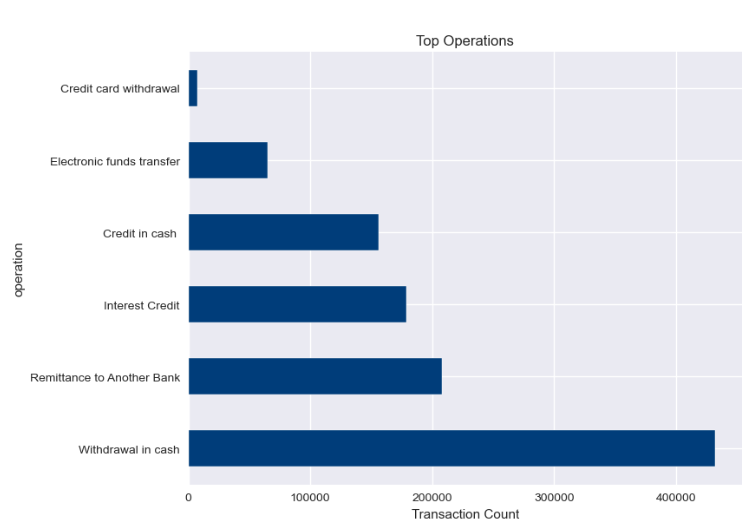 Top Operations
Credit card withdrawal
Electronic funds transfer
Credit in cash
Interest Credit
Remittance to Another Bank
Withdrawal in cash
operation
0 100000 200000 300000 400000
Transaction Count